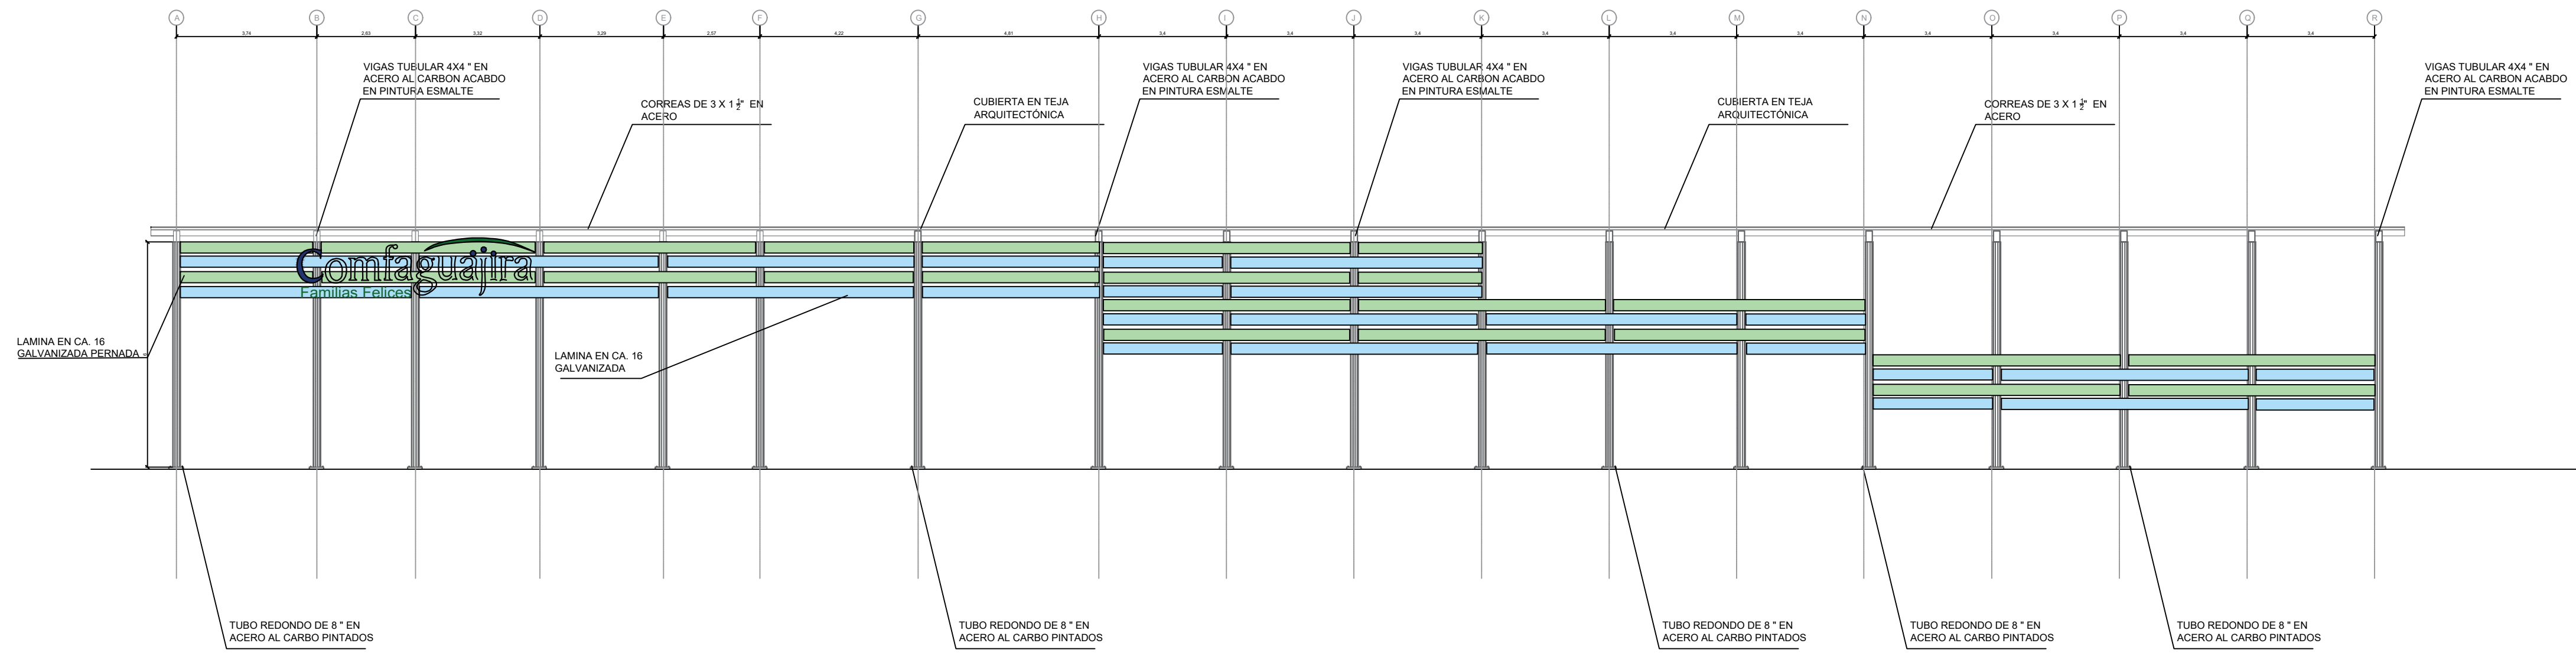 A B C D E F G H I J K L M N O P Q R
3,74 2,63 3,32 3,29 2,57 4,22 4,81 3,4 3,4 3,4 3,4 3,4 3,4 3,4 3,4 3,4 3,4
VIGAS TUBULAR 4X4 " EN
ACERO AL CARBON ACABDO
EN PINTURA ESMALTE
CORREAS DE 3 X 1 ½" EN
ACERO
CUBIERTA EN TEJA
ARQUITECTÓNICA
VIGAS TUBULAR 4X4 " EN
ACERO AL CARBON ACABDO
EN PINTURA ESMALTE
VIGAS TUBULAR 4X4 " EN
ACERO AL CARBON ACABDO
EN PINTURA ESMALTE
CUBIERTA EN TEJA
ARQUITECTÓNICA
CORREAS DE 3 X 1 ½" EN
ACERO
VIGAS TUBULAR 4X4 " EN
ACERO AL CARBON ACABDO
EN PINTURA ESMALTE
Comfaguajira
Familias Felices
LAMINA EN CA. 16
GALVANIZADA PERNADA
LAMINA EN CA. 16
GALVANIZADA
TUBO REDONDO DE 8 " EN
ACERO AL CARBO PINTADOS
TUBO REDONDO DE 8 " EN
ACERO AL CARBO PINTADOS
TUBO REDONDO DE 8 " EN
ACERO AL CARBO PINTADOS
TUBO REDONDO DE 8 " EN
ACERO AL CARBO PINTADOS
TUBO REDONDO DE 8 " EN
ACERO AL CARBO PINTADOS